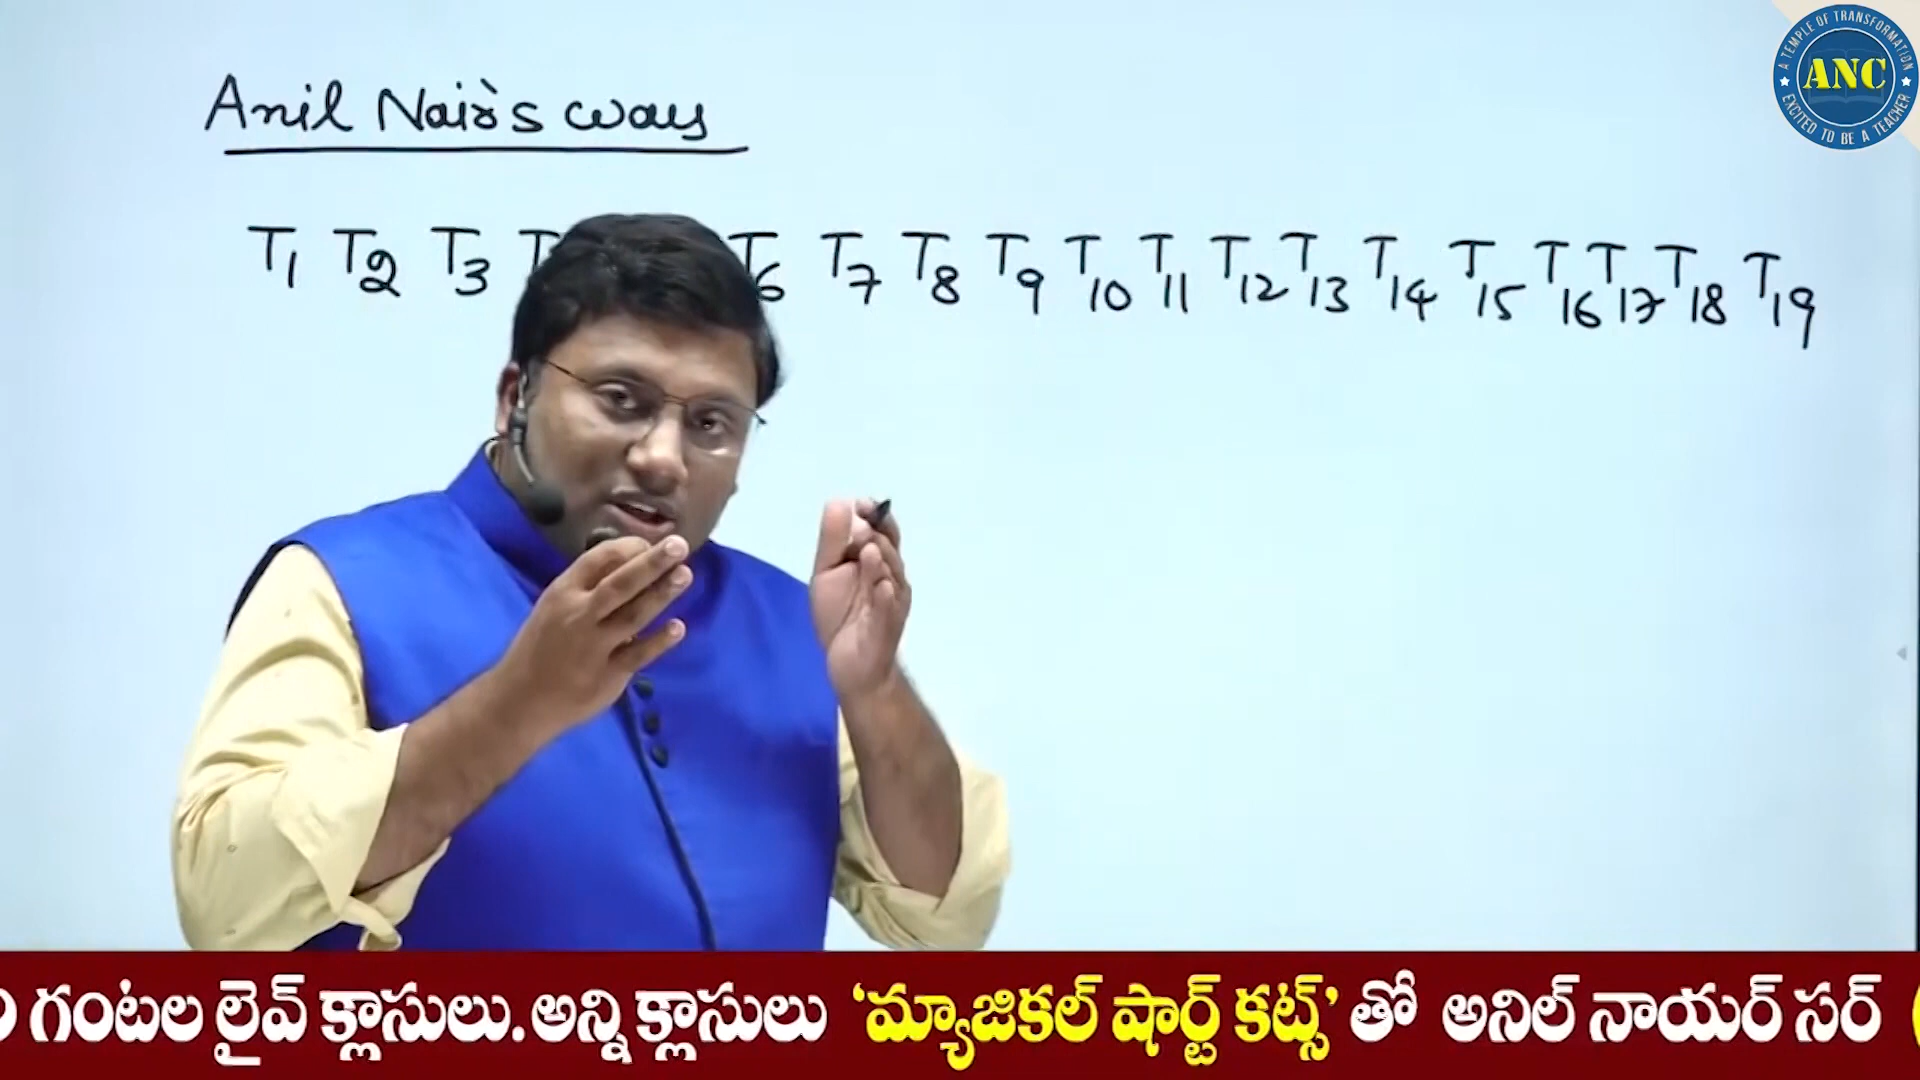 Anil Nair's way
T1 T2 T3 T T6 T7 T8 T9 T10 T11 T12 T13 T14 T15 T16 T17 T18 T19
A TEMPLE OF TRANSFORMATION
ANC
EXCITED TO BE A TEACHER
గంటల లైవ్ క్లాసులు. అన్ని క్లాసులు 'మ్యాజికల్ షార్ట్ కట్స్' తో అనిల్ నాయర్ సర్